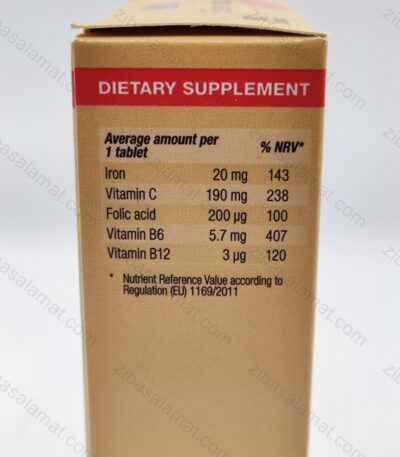 DIETARY SUPPLEMENT
Average amount per
1 tablet % NRV*
Iron 20 mg 143
Vitamin C 190 mg 238
Folic acid 200 µg 100
Vitamin B6 5.7 mg 407
Vitamin B12 3 µg 120
* Nutrient Reference Value according to
Regulation (EU) 1169/2011
zibasalamat.com